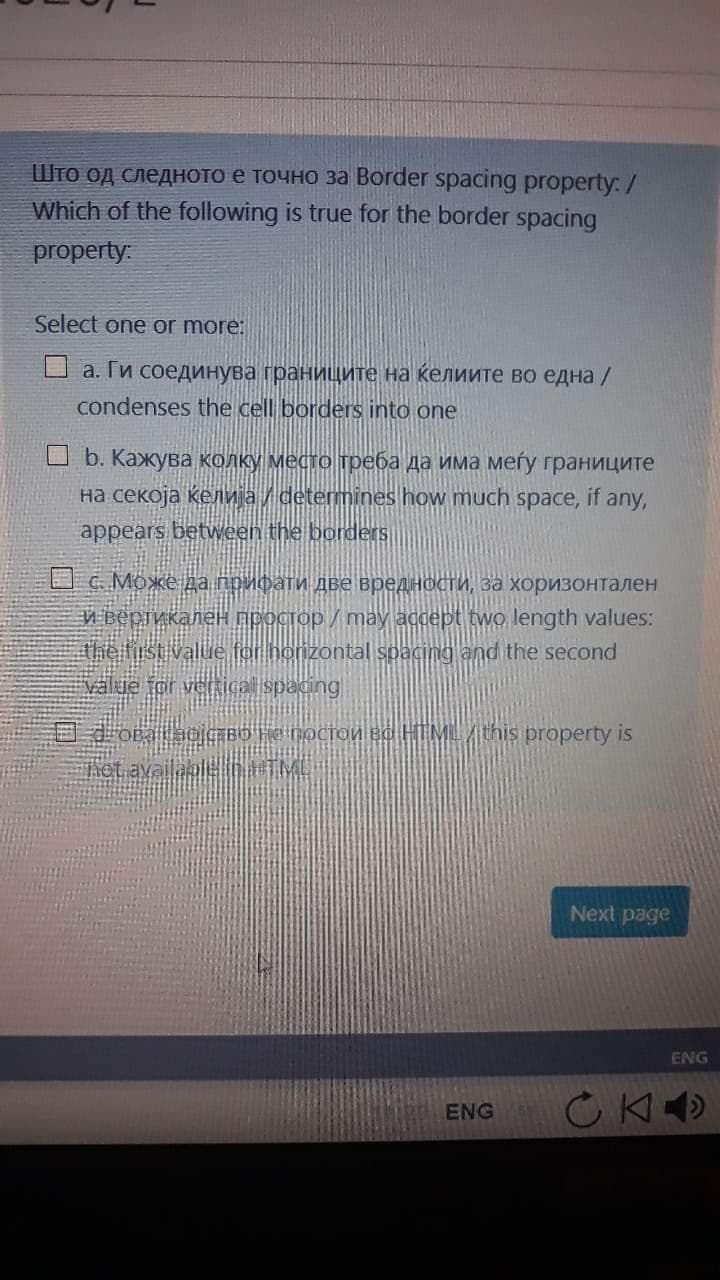 Што од следното е точно за Border spacing property: /
Which of the following is true for the border spacing
property:
Select one or more:
a. Ги соединува границите на ќелиите во една /
condenses the cell borders into one
b. Кажува колку место треба да има меѓу границите
на секоја ќелија / determines how much space, if any,
appears between the borders
c. Може да прифати две вредности, за хоризонтален
и вертикален простор / may accept two length values:
the first value for horizontal spacing and the second
value for vertical spacing
d. ова својство не постои во HTML / this property is
not available in HTML
Next page
ENG
ENG